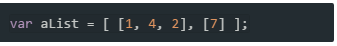 var aList = [ [1, 4, 2], [7] ];